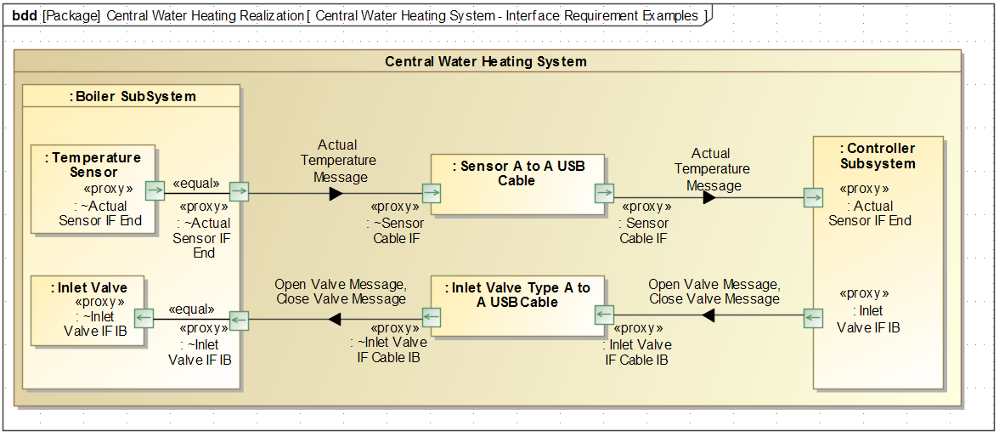 bdd [Package] Central Water Heating Realization[ Central Water Heating System - Interface Requirement Examples ]
Central Water Heating System
: Boiler SubSystem
: Temperature
Sensor
«proxy»
: ~Actual
Sensor IF End
«equal»
«proxy»
: ~Actual
Sensor IF
End
Actual
Temperature
Message
«proxy»
: ~Sensor
Cable IF
: Sensor A to A USB
Cable
«proxy»
: Sensor
Cable IF
Actual
Temperature
Message
: Controller
Subsystem
«proxy»
: Actual
Sensor IF End
: Inlet Valve
«proxy»
: ~Inlet
Valve IF IB
«equal»
«proxy»
: ~Inlet
Valve IF IB
Open Valve Message,
Close Valve Message
«proxy»
: ~Inlet Valve
IF Cable IB
: Inlet Valve Type A to
A USB Cable
«proxy»
: Inlet Valve
IF Cable IB
Open Valve Message,
Close Valve Message
«proxy»
: Inlet
Valve IF IB